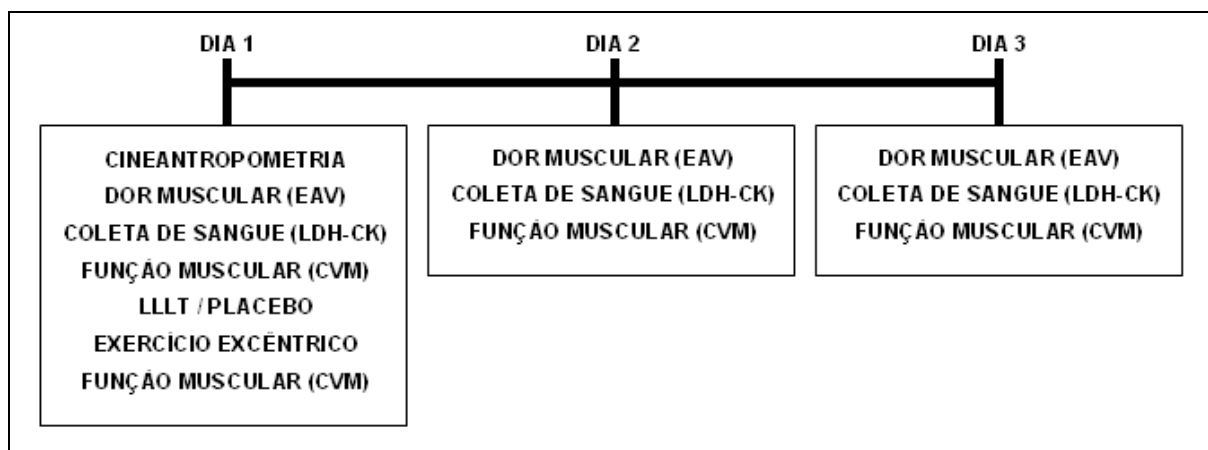 DIA 1
DIA 2
DIA 3
CINEANTROPOMETRIA
DOR MUSCULAR (EAV)
COLETA DE SANGUE (LDH-CK)
FUNÇÃO MUSCULAR (CVM)
LLLT / PLACEBO
EXERCÍCIO EXCÊNTRICO
FUNÇÃO MUSCULAR (CVM)
DOR MUSCULAR (EAV)
COLETA DE SANGUE (LDH-CK)
FUNÇÃO MUSCULAR (CVM)
DOR MUSCULAR (EAV)
COLETA DE SANGUE (LDH-CK)
FUNÇÃO MUSCULAR (CVM)